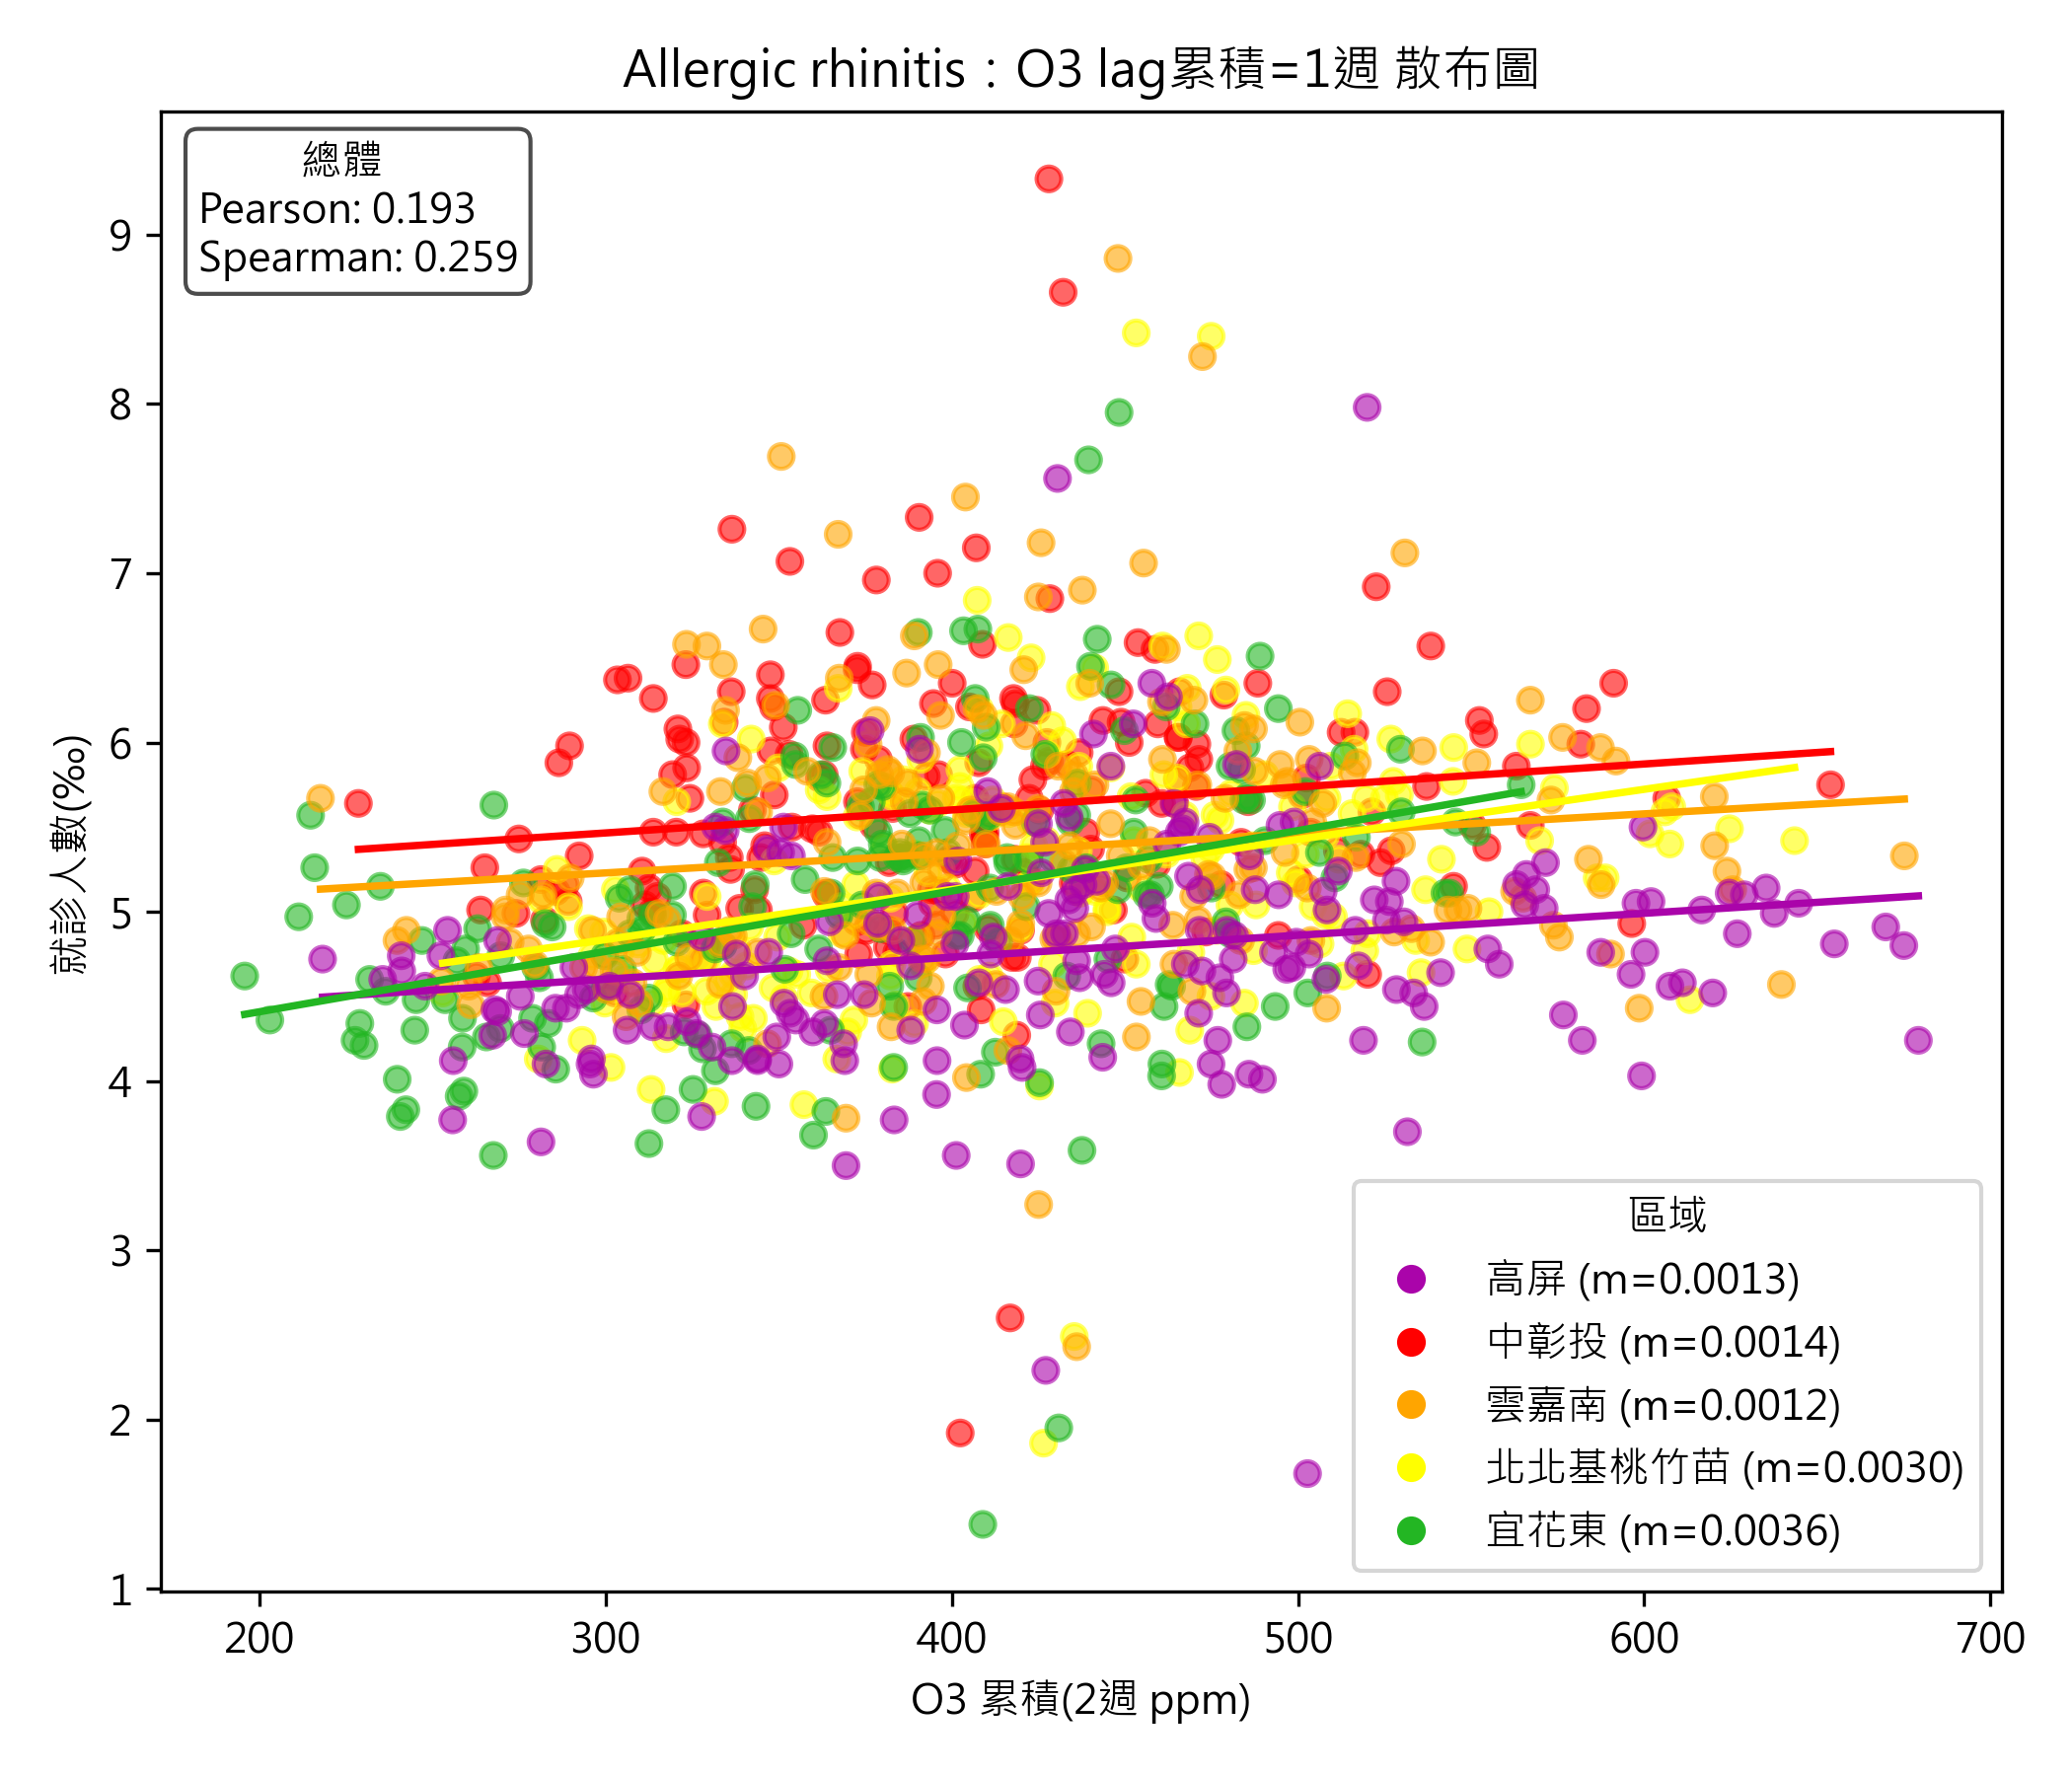 Allergic rhinitis：O3 lag累積=1週 散布圖
總體
Pearson: 0.193
Spearman: 0.259
就診人數(‰)
9
8
7
6
5
4
3
2
1
區域
高屏 (m=0.0013)
中彰投 (m=0.0014)
雲嘉南 (m=0.0012)
北北基桃竹苗 (m=0.0030)
宜花東 (m=0.0036)
200 300 400 500 600 700
O3 累積(2週 ppm)